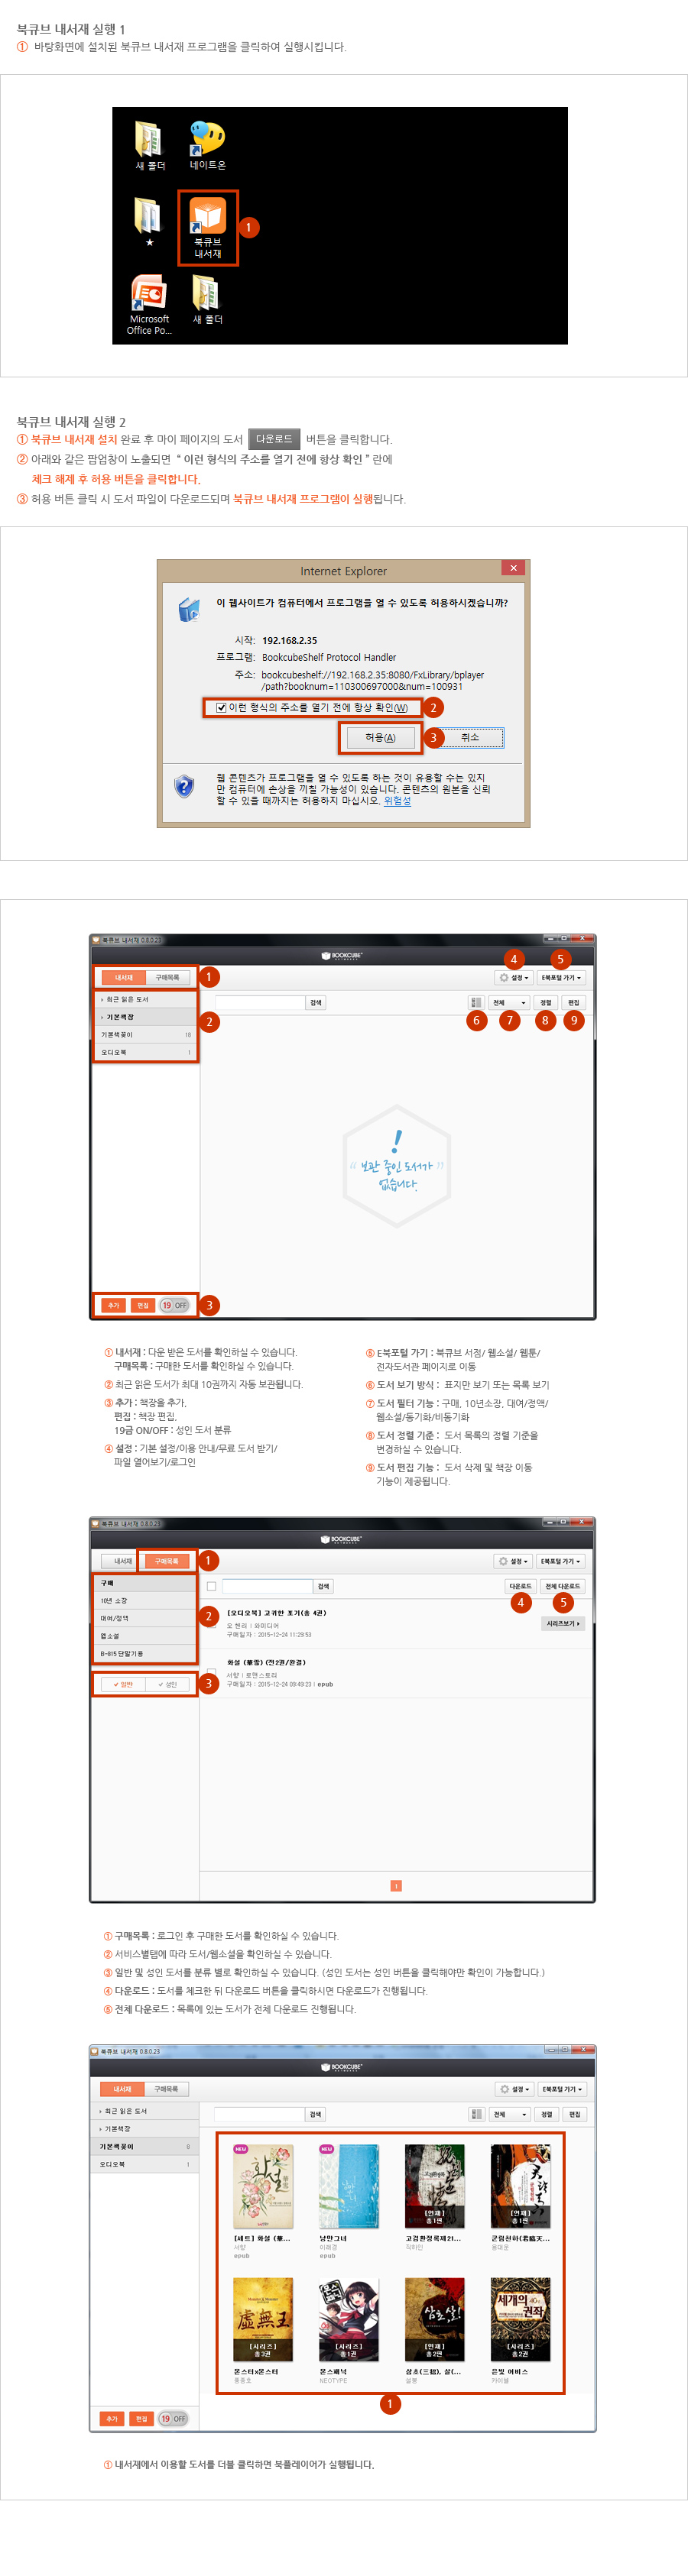 북큐브 내서재 실행 1
① 바탕화면에 설치된 북큐브 내서재 프로그램을 클릭하여 실행시킵니다.
새 폴더
네이트온
★
북큐브
내서재
1
Microsoft
Office Po...
새 폴더
북큐브 내서재 실행 2
① 북큐브 내서재 설치 완료 후 마이 페이지의 도서 다운로드 버튼을 클릭합니다.
② 아래와 같은 팝업창이 노출되면 “ 이런 형식의 주소를 열기 전에 항상 확인 ” 란에
체크 해제 후 허용 버튼을 클릭합니다.
③ 허용 버튼 클릭 시 도서 파일이 다운로드되며 북큐브 내서재 프로그램이 실행됩니다.
Internet Explorer
이 웹사이트가 컴퓨터에서 프로그램을 열 수 있도록 허용하시겠습니까?
시작: 192.168.2.35
프로그램: BookcubeShelf Protocol Handler
주소: bookcubeshelf://192.168.2.35:8080/FxLibrary/bplayer
/path?booknum=110300697000&num=100931
이런 형식의 주소를 열기 전에 항상 확인(W)
2
허용(A)
3
취소
웹 콘텐츠가 프로그램을 열 수 있도록 하는 것이 유용할 수는 있지
만 컴퓨터에 손상을 끼칠 가능성이 있습니다. 콘텐츠의 원본을 신뢰
할 수 있을 때까지는 허용하지 마십시오. 위험성
북큐브 내서재 0.8.0.23
BOOKCUBE
NETWORKS
내서재 구매목록 1
4 5
설정 E북포털 가기
최근 읽은 도서
기본책장
기본책꽂이 18
오디오북 1
2
검색
전체 정렬 편집
6 7 8 9
!
“ 보관 중인 도서가 ”
없습니다.
추가 편집 19 OFF 3
① 내서재 : 다운 받은 도서를 확인하실 수 있습니다.
구매목록 : 구매한 도서를 확인하실 수 있습니다.
② 최근 읽은 도서가 최대 10권까지 자동 보관됩니다.
③ 추가 : 책장을 추가,
편집 : 책장 편집,
19금 ON/OFF : 성인 도서 분류
④ 설정 : 기본 설정/이용 안내/무료 도서 받기/
파일 열어보기/로그인
⑤ E북포털 가기 : 북큐브 서점/ 웹소설/ 웹툰/
전자도서관 페이지로 이동
⑥ 도서 보기 방식 : 표지만 보기 또는 목록 보기
⑦ 도서 필터 기능 : 구매, 10년소장, 대여/정액/
웹소설/동기화/비동기화
⑧ 도서 정렬 기준 : 도서 목록의 정렬 기준을
변경하실 수 있습니다.
⑨ 도서 편집 기능 : 도서 삭제 및 책장 이동
기능이 제공됩니다.
북큐브 내서재 0.8.0.23
BOOKCUBE
NETWORKS
내서재 구매목록 1
설정 E북포털 가기
구매
10년 소장
대여/정액
웹소설
B-815 단말기용
2
일반 성인 3
검색
다운로드 전체 다운로드
4 5
[오디오북] 고귀한 포기(총 4권)
오 헨리 | 와미디어
구매일자 : 2015-12-24 11:29:53
시리즈보기
화설 (華雪) (전2권/완결)
서향 | 로맨스토리
구매일자 : 2015-12-24 09:49:23 | epub
1
① 구매목록 : 로그인 후 구매한 도서를 확인하실 수 있습니다.
② 서비스별탭에 따라 도서/웹소설을 확인하실 수 있습니다.
③ 일반 및 성인 도서를 분류 별로 확인하실 수 있습니다. (성인 도서는 성인 버튼을 클릭해야만 확인이 가능합니다.)
④ 다운로드 : 도서를 체크한 뒤 다운로드 버튼을 클릭하시면 다운로드가 진행됩니다.
⑤ 전체 다운로드 : 목록에 있는 도서가 전체 다운로드 진행됩니다.
북큐브 내서재 0.8.0.23
BOOKCUBE
NETWORKS
내서재 구매목록
설정 E북포털 가기
최근 읽은 도서
기본책장
기본책꽂이 8
오디오북 1
검색
전체 정렬 편집
NEU NEU
화설
[연재]
총1권
[연재]
총1권
[세트] 화설 (華...
서향
epub
낭만그녀
이래경
epub
고검환정록제21...
군림천하(君臨天...
용대운
虛無王
[시리즈]
총3권
[시리즈]
총1권
삼초살!
[연재]
총2권
세개의 권좌
[시리즈]
총2권
몬스터x몬스터
몬스패닉
NEOTYPE
삼초(三招), 살(...
설봉
은빛 어비스
카이첼
1
추가 편집 19 OFF
① 내서재에서 이용할 도서를 더블 클릭하면 북플레이어가 실행됩니다.